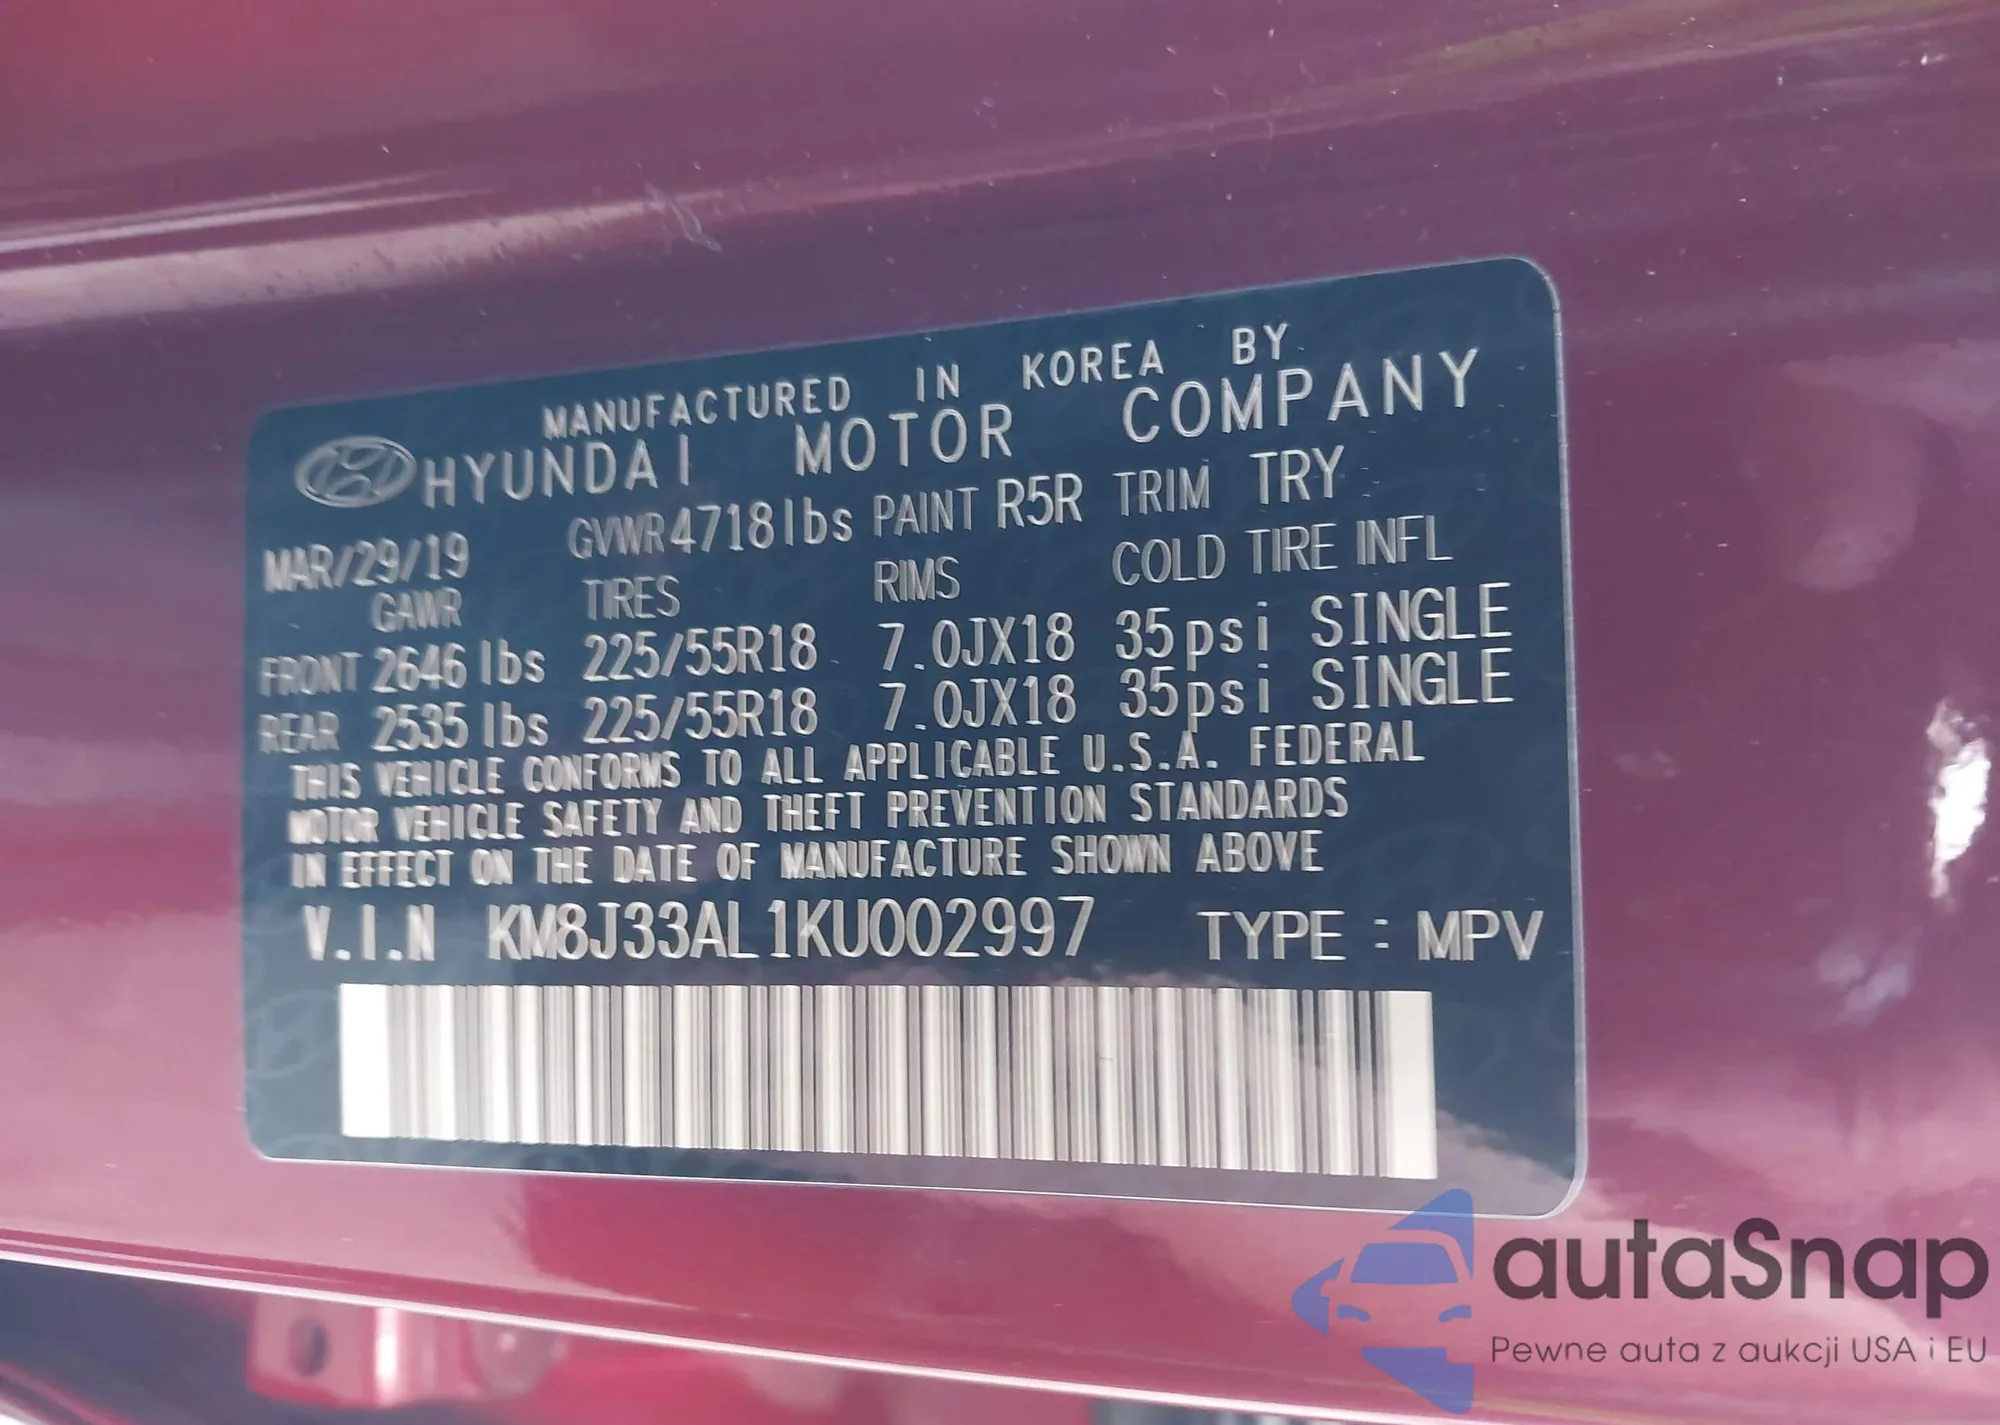 MANUFACTURED IN KOREA BY
HYUNDAI MOTOR COMPANY
MAR/29/19 GVWR 4718lbs PAINT R5R TRIM TRY
GAWR TIRES RIMS COLD TIRE INFL
FRONT 2646 lbs 225/55R18 7.0JX18 35psi SINGLE
REAR 2535 lbs 225/55R18 7.0JX18 35psi SINGLE
THIS VEHICLE CONFORMS TO ALL APPLICABLE U.S.A. FEDERAL
MOTOR VEHICLE SAFETY AND THEFT PREVENTION STANDARDS
IN EFFECT ON THE DATE OF MANUFACTURE SHOWN ABOVE
V.I.N KM8J33AL1KU002997 TYPE : MPV
autaSnap
Pewne auta z aukcji USA i EU